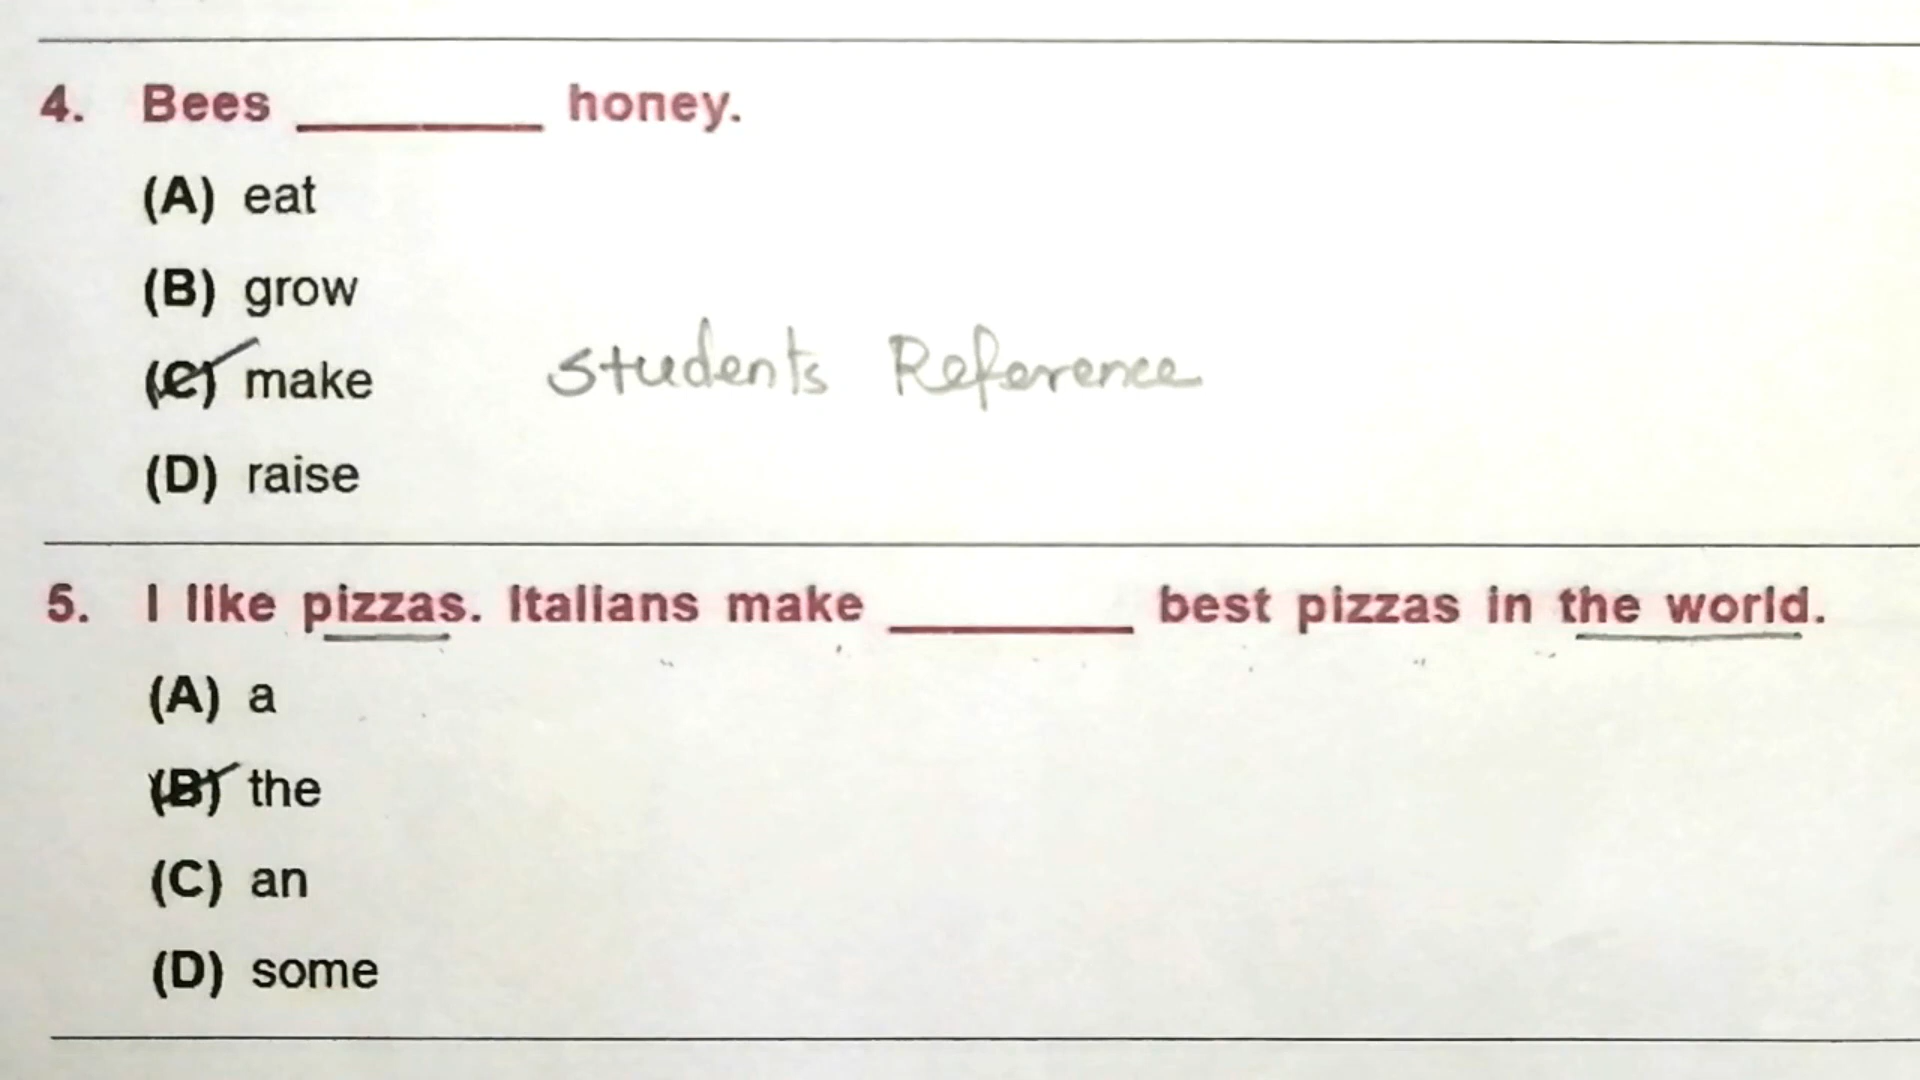 4. Bees ________ honey.
(A) eat
(B) grow
(C) make Students Reference
(D) raise
5. I like pizzas. Italians make ________ best pizzas in the world.
(A) a
(B) the
(C) an
(D) some